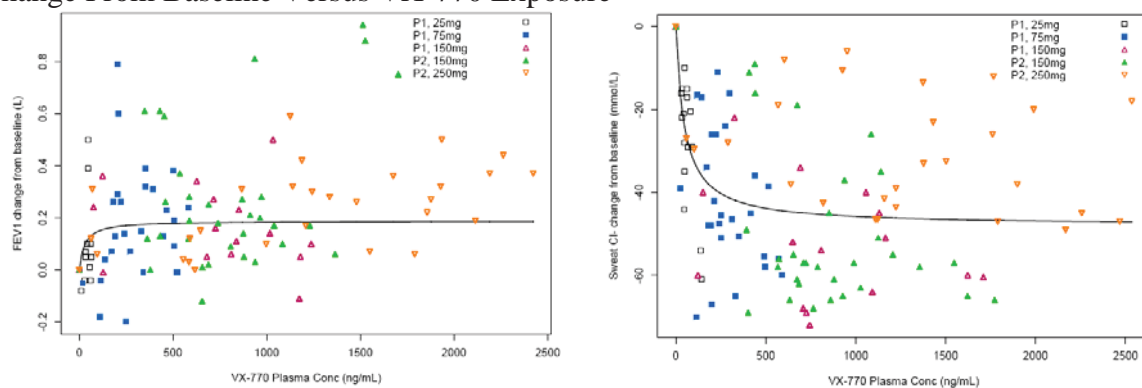 hange From Baseline Versus VX-770 Exposure
P1, 25mg
P1, 75mg
P1, 150mg
P2, 150mg
P2, 250mg
FEV1 change from baseline (L)
0.8
0.6
0.4
0.2
0.0
-0.2
0 500 1000 1500 2000 2500
VX-770 Plasma Conc (ng/mL)
P1, 25mg
P1, 75mg
P1, 150mg
P2, 150mg
P2, 250mg
Sweat Cl- change from baseline (mmol/L)
-0
-20
-40
-60
0 500 1000 1500 2000 2500
VX-770 Plasma Conc (ng/mL)